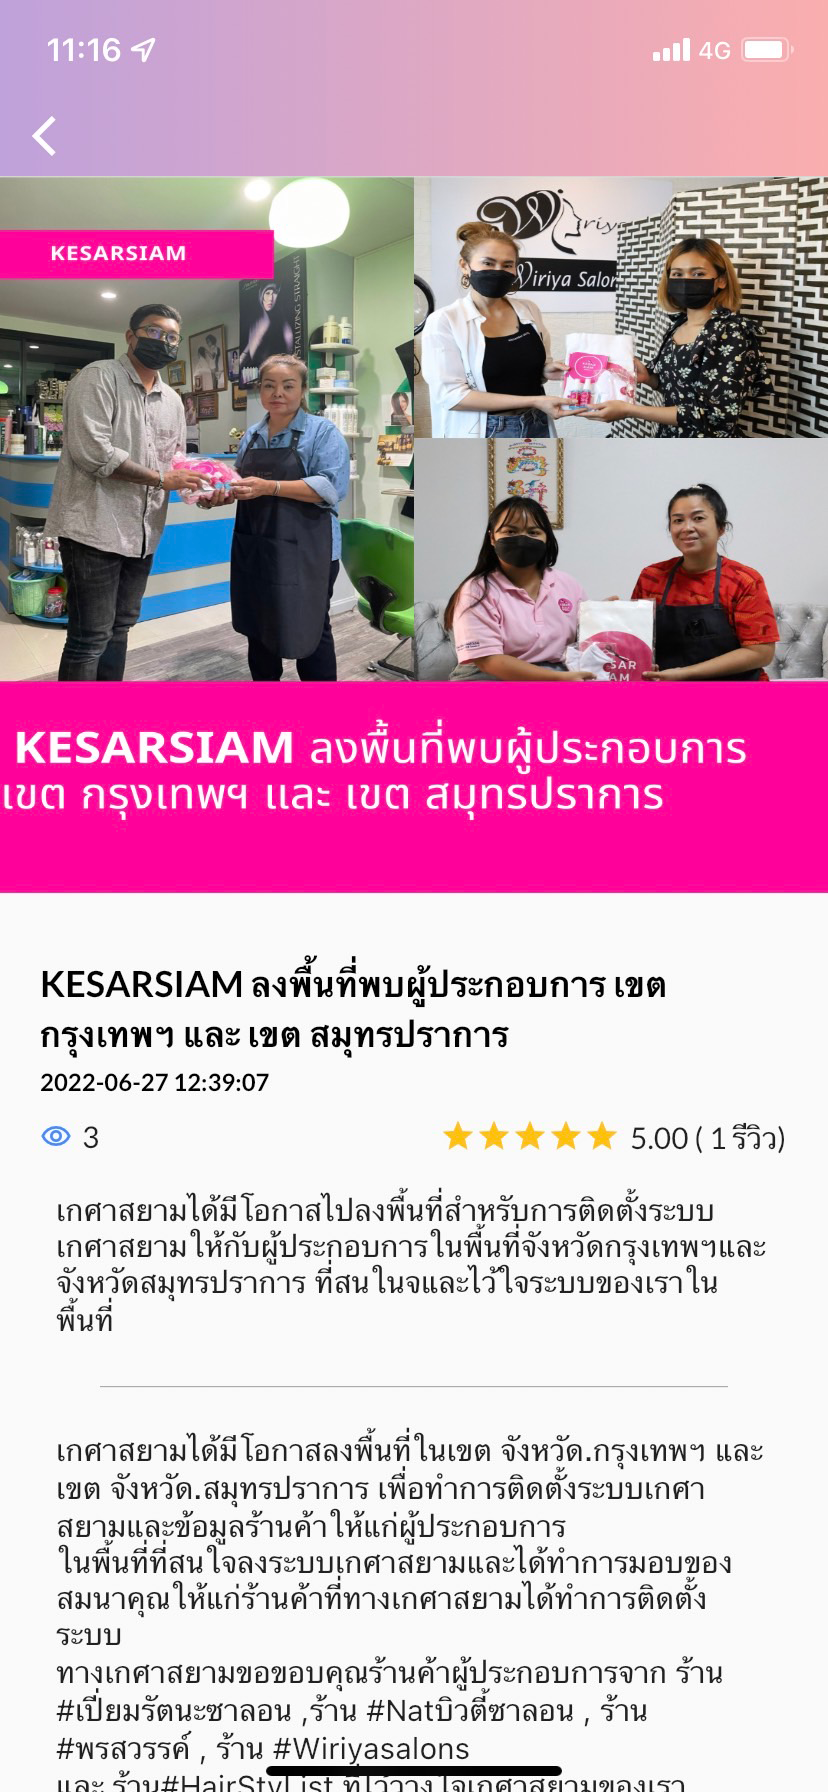 11:16
4G
KESARSIAM
Wiriya
Wiriya Salon
SAR
AM
KESARSIAM ลงพื้นที่พบผู้ประกอบการ
เขต กรุงเทพฯ และ เขต สมุทรปราการ
KESARSIAM ลงพื้นที่พบผู้ประกอบการ เขต
กรุงเทพฯ และ เขต สมุทรปราการ
2022-06-27 12:39:07
3
5.00 ( 1 รีวิว)
เกศาสยามได้มีโอกาสไปลงพื้นที่สำหรับการติดตั้งระบบ
เกศาสยามให้กับผู้ประกอบการในพื้นที่จังหวัดกรุงเทพฯและ
จังหวัดสมุทรปราการ ที่สนในจและไว้ใจระบบของเราใน
พื้นที่
เกศาสยามได้มีโอกาสลงพื้นที่ในเขต จังหวัด.กรุงเทพฯ และ
เขต จังหวัด.สมุทรปราการ เพื่อทำการติดตั้งระบบเกศา
สยามและข้อมูลร้านค้าให้แก่ผู้ประกอบการ
ในพื้นที่ที่สนใจลงระบบเกศาสยามและได้ทำการมอบของ
สมนาคุณให้แก่ร้านค้าที่ทางเกศาสยามได้ทำการติดตั้ง
ระบบ
ทางเกศาสยามขอขอบคุณร้านค้าผู้ประกอบการจาก ร้าน
#เปี่ยมรัตนะซาลอน ,ร้าน #Natบิวตี้ซาลอน , ร้าน
#พรสวรรค์ , ร้าน #Wiriyasalons
และ ร้าน#HairStyList ที่ไว้วางใจเกศาสยามของเรา